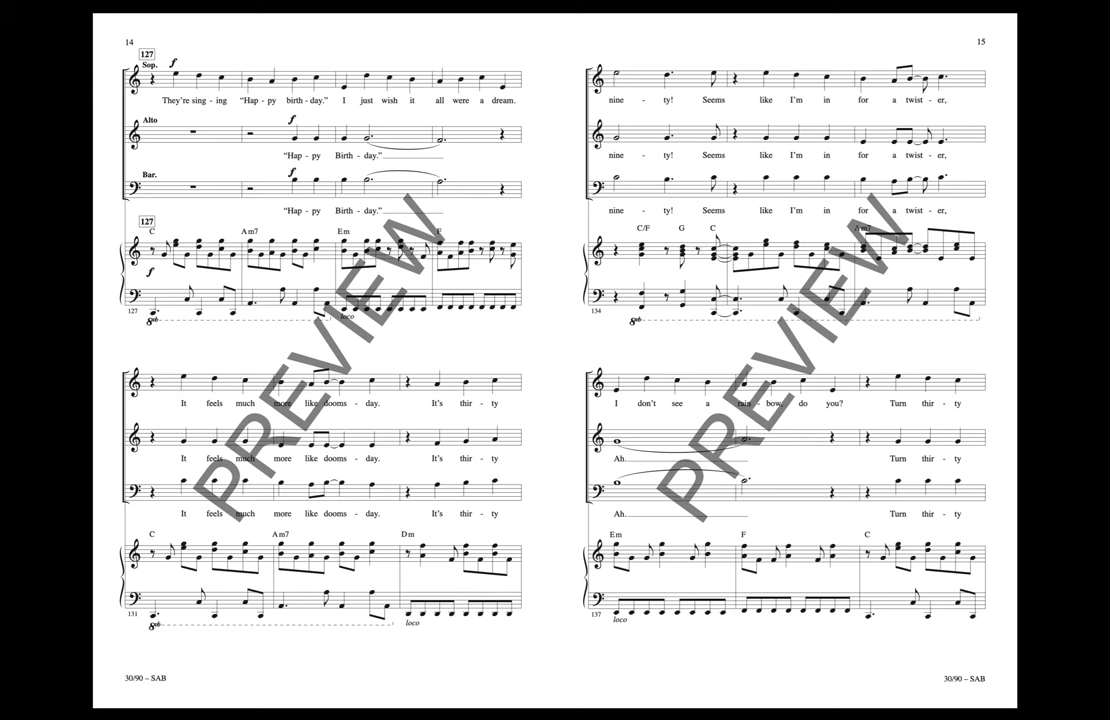 14
127
Sop.
f
They're sing - ing "Hap - py birth - day." I just wish it all were a dream.
Alto
f
"Hap - py Birth - day."
Bar.
f
"Hap - py Birth - day."
127
C Am7 Em F
f
127
8vb
loco
It feels much more like dooms - day. It's thir - ty
It feels much more like dooms - day. It's thir - ty
It feels much more like dooms - day. It's thir - ty
C Am7 Dm
131
8vb
loco
30/90 – SAB
PREVIEW
15
nine - ty! Seems like I'm in for a twist - er,
nine - ty! Seems like I'm in for a twist - er,
nine - ty! Seems like I'm in for a twist - er,
C/F G C Am7
134
8vb
I don't see a rain - bow, do you? Turn thir - ty
Ah. Turn thir - ty
Ah. Turn thir - ty
Em F C
137
loco
30/90 – SAB
PREVIEW